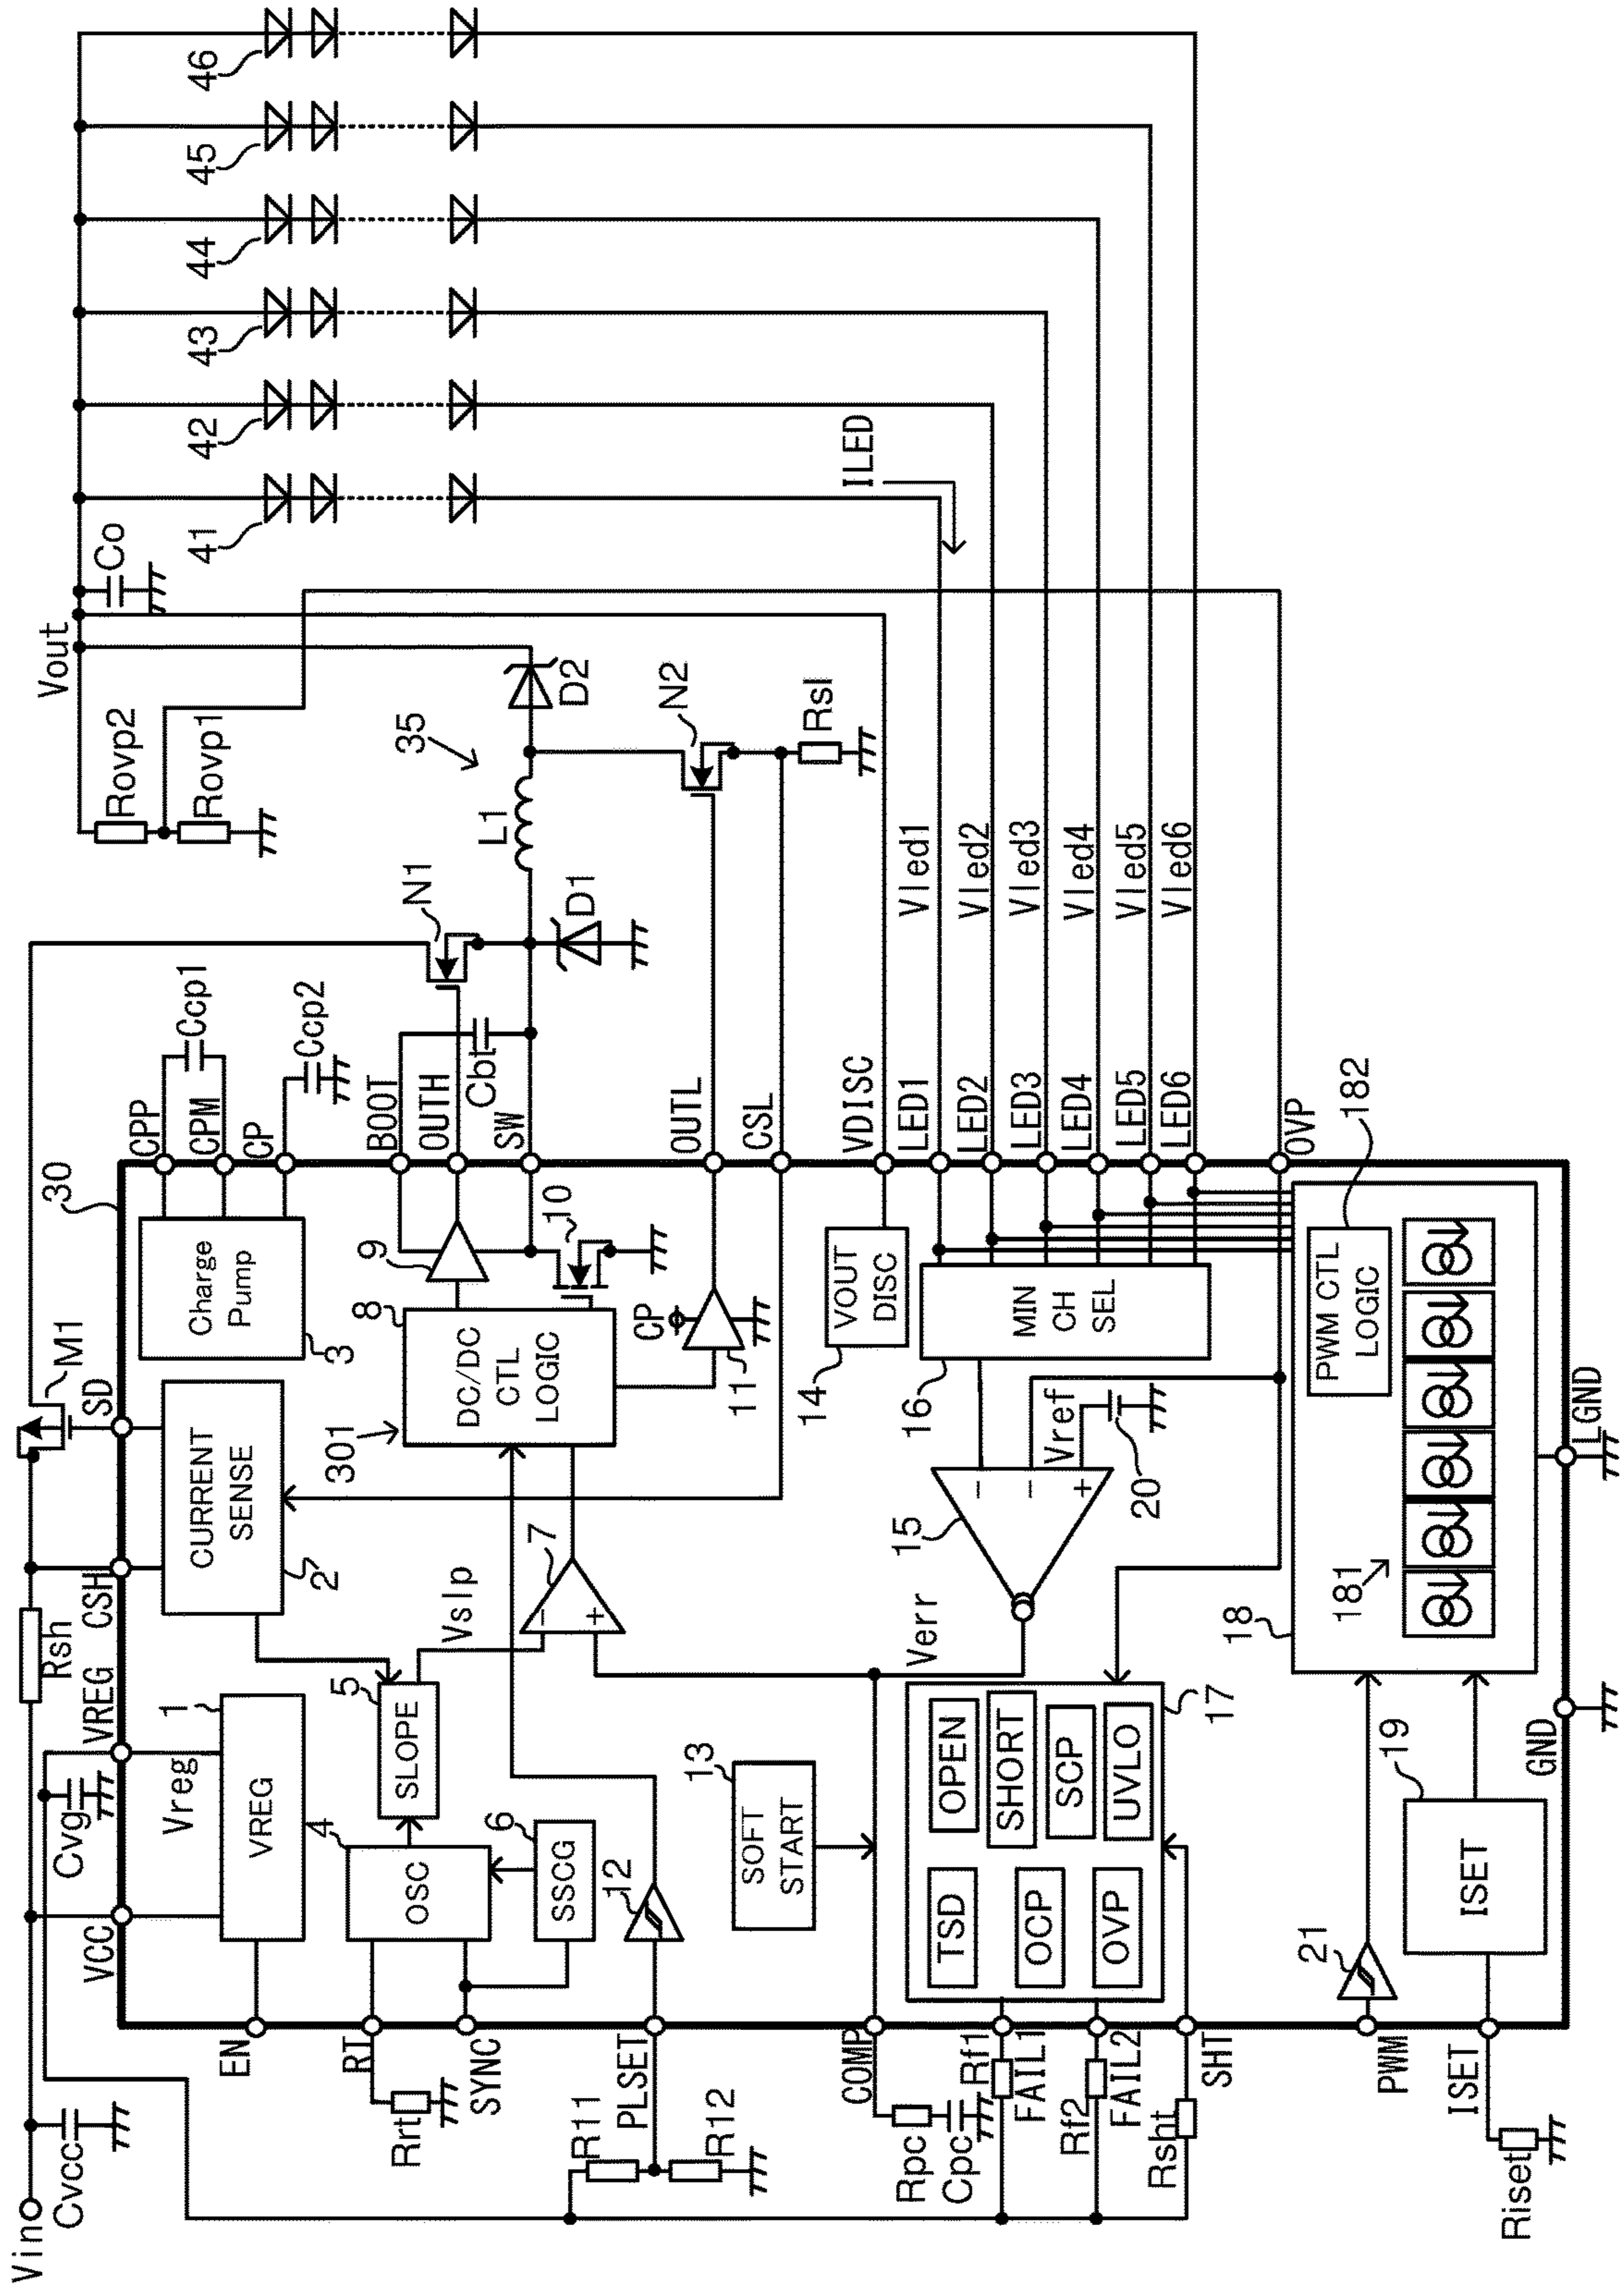 Vin
Cvcc
Cvg
Rsh
M1
VCC
VREG
CSH
SD
30
Vreg
1
VREG
CURRENT
SENSE
2
Charge
Pump
3
CPP
CPM
CP
Ccp1
Ccp2
EN
RT
Rrt
SYNC
4
OSC
5
SLOPE
6
SSCG
Vslp
7
−
+
301
8
DC/DC
CTL
LOGIC
9
10
CP
11
BOOT
OUTH
SW
OUTL
CSL
Cbt
N1
D1
L1
35
D2
N2
Rsl
Vout
Rovp2
Rovp1
Co
41
42
43
44
45
46
ILED
R11
R12
PLSET
12
13
SOFT
START
COMP
Rpc
Cpc
Verr
15
−
−
+
Vref
20
14
VOUT
DISC
VDISC
16
MIN
CH
SEL
LED1
LED2
LED3
LED4
LED5
LED6
Vled1
Vled2
Vled3
Vled4
Vled5
Vled6
OVP
Rf1
FAIL1
Rf2
FAIL2
Rsht
SHT
TSD
OCP
OVP
OPEN
SHORT
SCP
UVLO
17
PWM
21
ISET
Riset
19
ISET
18
181
PWM CTL
LOGIC
182
GND
LGND